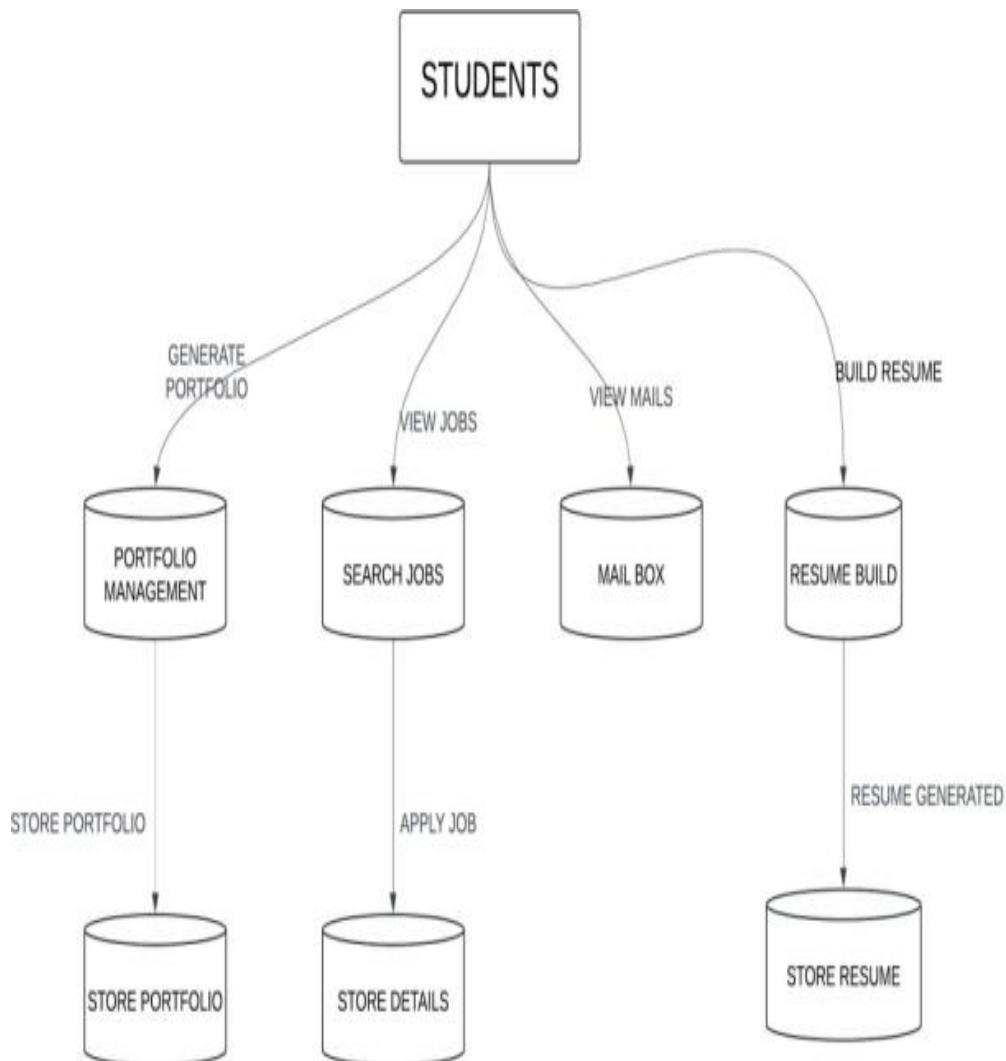 STUDENTS
GENERATE
PORTFOLIO
VIEW JOBS
VIEW MAILS
BUILD RESUME
PORTFOLIO
MANAGEMENT
SEARCH JOBS
MAIL BOX
RESUME BUILD
STORE PORTFOLIO
APPLY JOB
RESUME GENERATED
STORE PORTFOLIO
STORE DETAILS
STORE RESUME